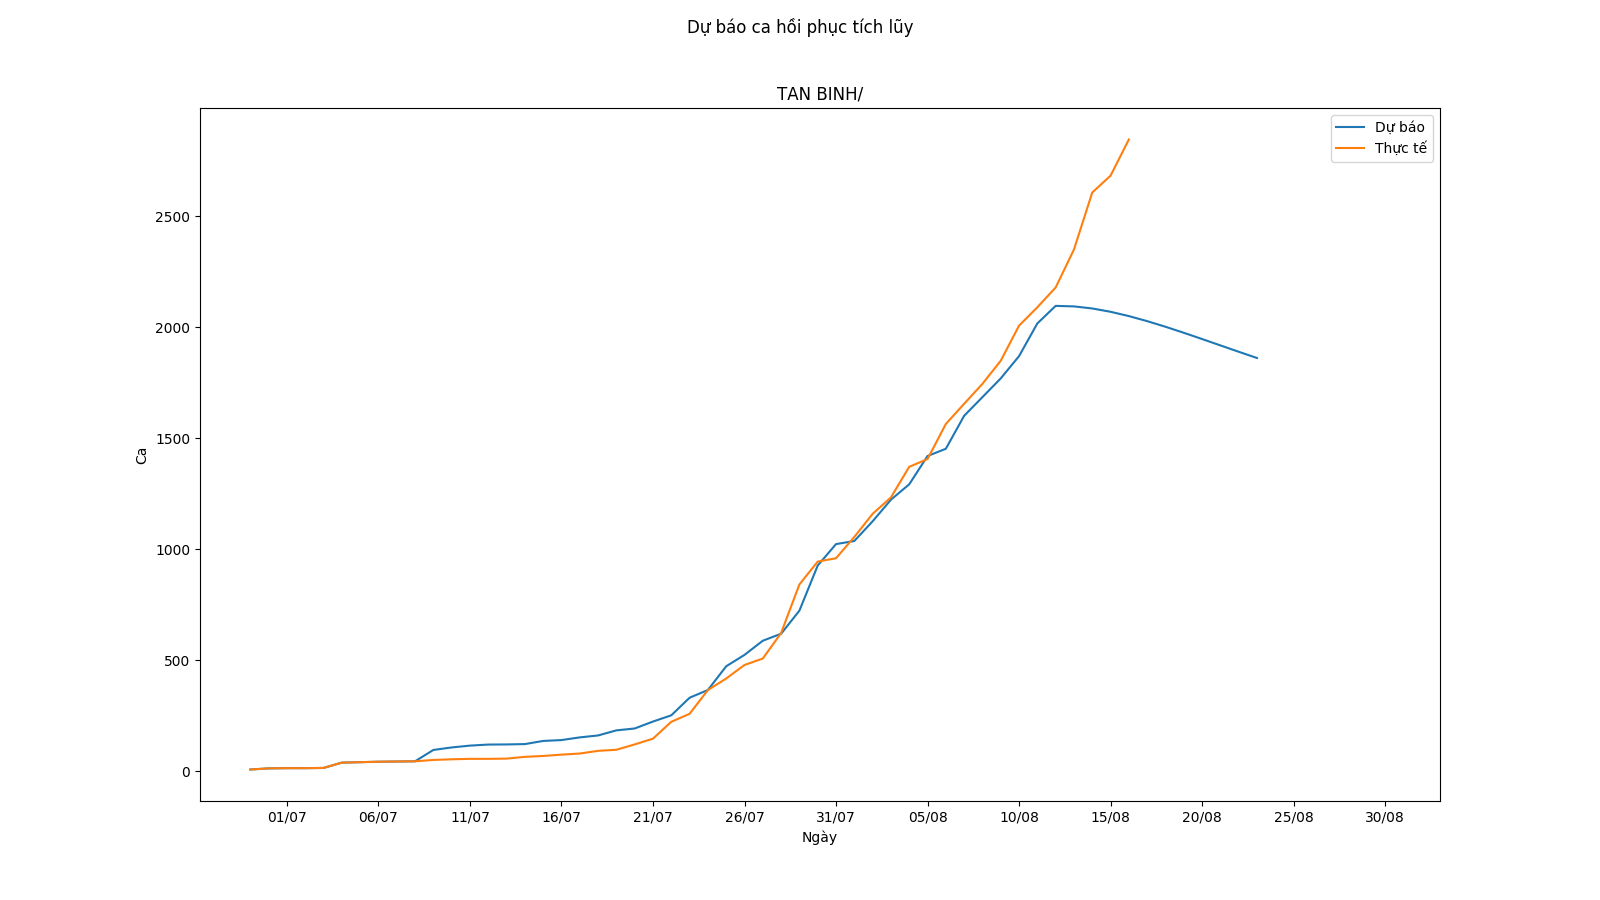 Dự báo ca hồi phục tích lũy
TAN BINH/
Dự báo
Thực tế
2500
2000
1500
1000
500
0
Ca
01/07 06/07 11/07 16/07 21/07 26/07 31/07 05/08 10/08 15/08 20/08 25/08 30/08
Ngày